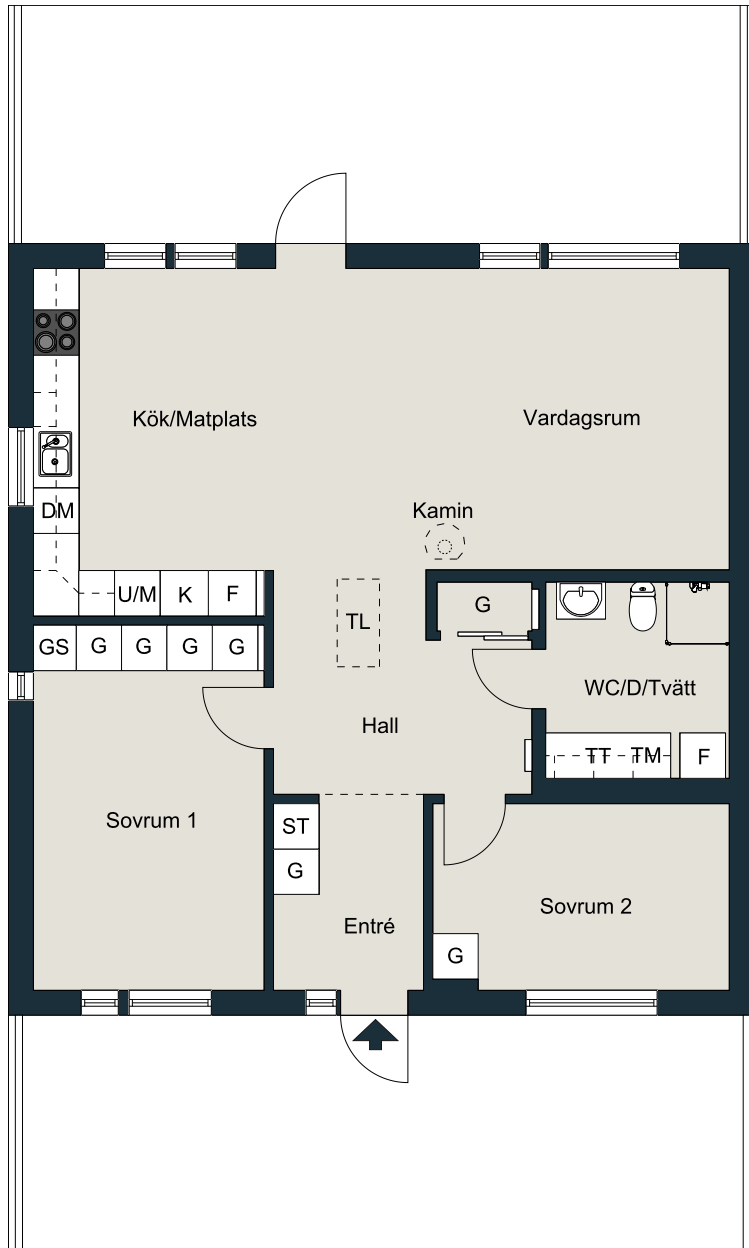 Kök/Matplats
Vardagsrum
DM
Kamin
U/M
K
F
TL
G
GS
G
G
G
G
WC/D/Tvätt
Hall
TT
TM
F
Sovrum 1
ST
G
Sovrum 2
Entré
G